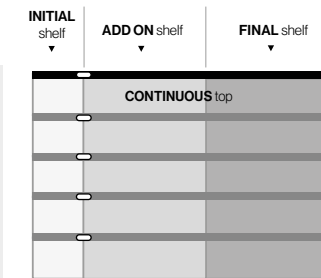 INITIAL
shelf
ADD ON shelf
FINAL shelf
CONTINUOUS top